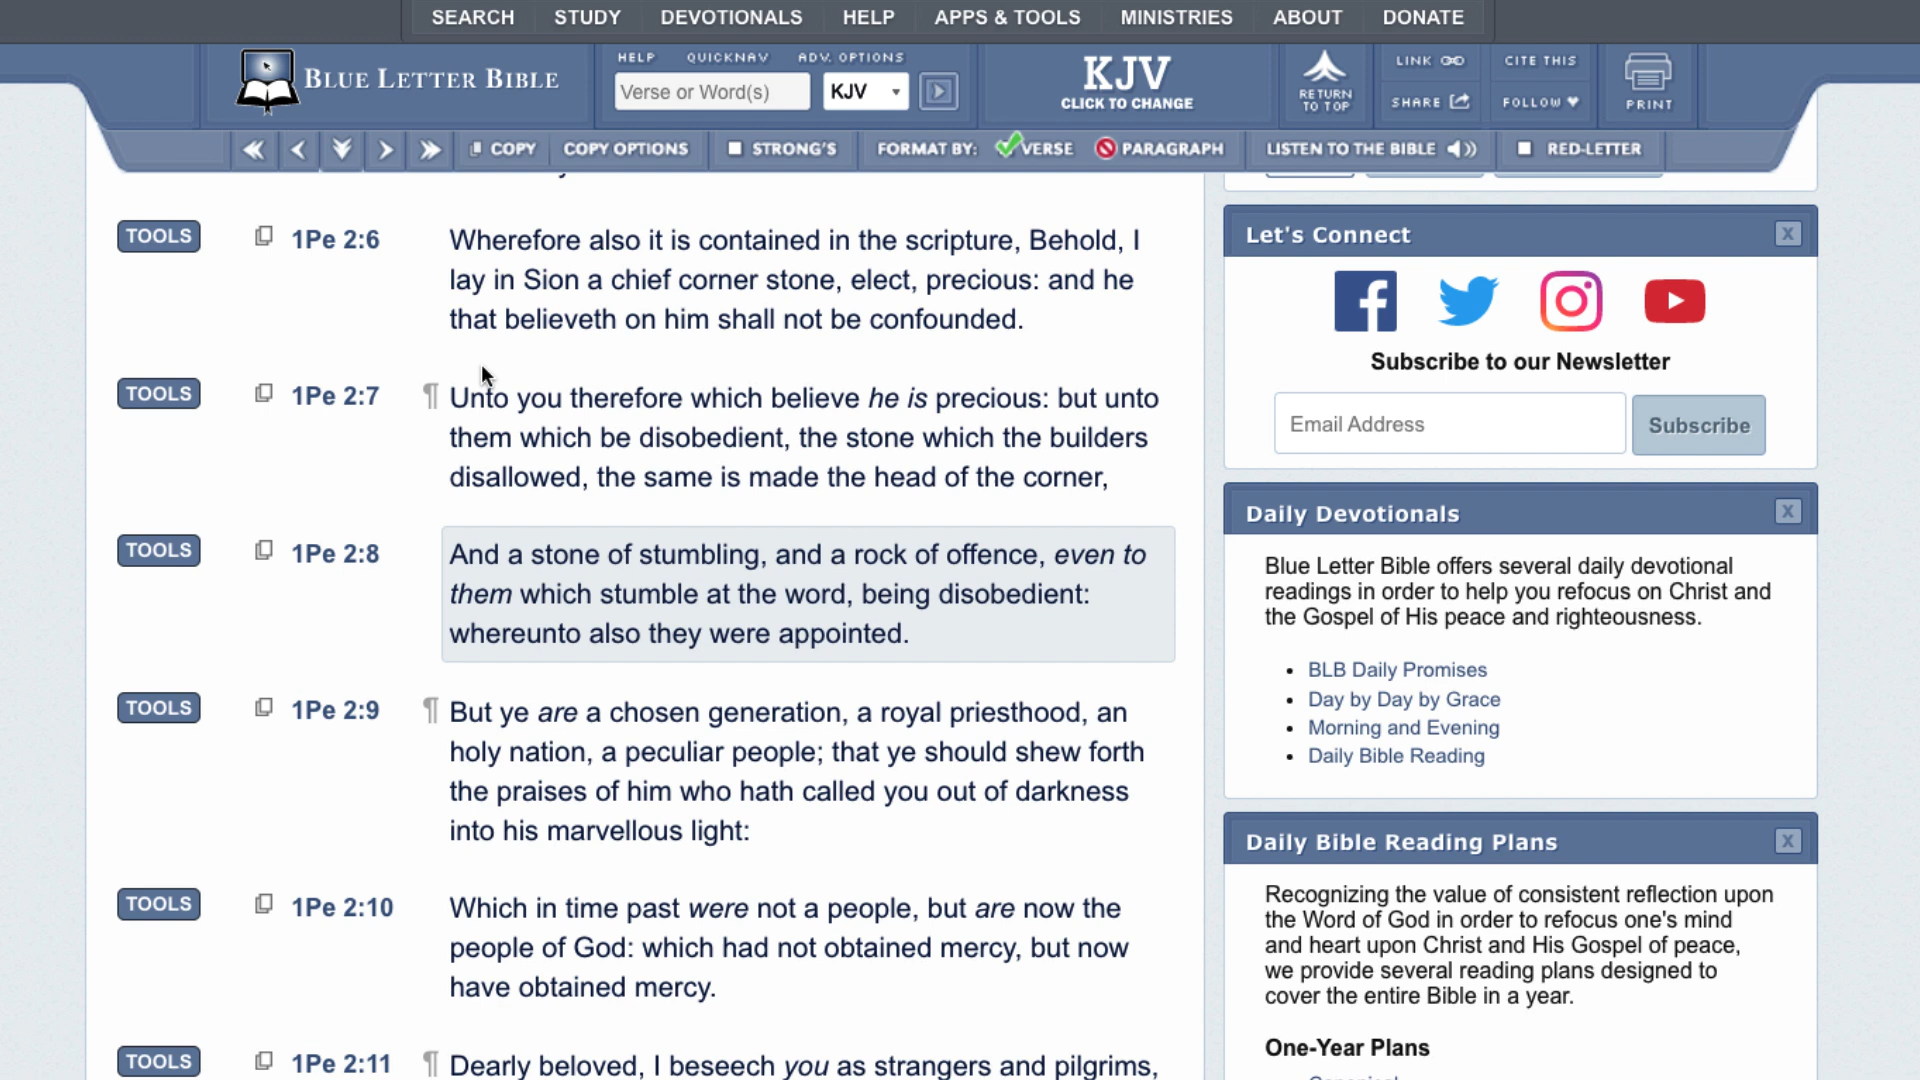 SEARCH STUDY DEVOTIONALS HELP APPS & TOOLS MINISTRIES ABOUT DONATE
BLUE LETTER BIBLE
HELP QUICKNAV ADV. OPTIONS
Verse or Word(s) KJV
KJV
CLICK TO CHANGE
RETURN
TO TOP
LINK
SHARE
CITE THIS
FOLLOW
PRINT
COPY COPY OPTIONS STRONG'S FORMAT BY: VERSE PARAGRAPH LISTEN TO THE BIBLE RED-LETTER
TOOLS 1Pe 2:6 Wherefore also it is contained in the scripture, Behold, I
lay in Sion a chief corner stone, elect, precious: and he
that believeth on him shall not be confounded.
TOOLS 1Pe 2:7 ¶ Unto you therefore which believe he is precious: but unto
them which be disobedient, the stone which the builders
disallowed, the same is made the head of the corner,
TOOLS 1Pe 2:8 And a stone of stumbling, and a rock of offence, even to
them which stumble at the word, being disobedient:
whereunto also they were appointed.
TOOLS 1Pe 2:9 ¶ But ye are a chosen generation, a royal priesthood, an
holy nation, a peculiar people; that ye should shew forth
the praises of him who hath called you out of darkness
into his marvellous light:
TOOLS 1Pe 2:10 Which in time past were not a people, but are now the
people of God: which had not obtained mercy, but now
have obtained mercy.
TOOLS 1Pe 2:11 ¶ Dearly beloved, I beseech you as strangers and pilgrims,
Let's Connect X
Subscribe to our Newsletter
Email Address Subscribe
Daily Devotionals X
Blue Letter Bible offers several daily devotional
readings in order to help you refocus on Christ and
the Gospel of His peace and righteousness.
• BLB Daily Promises
• Day by Day by Grace
• Morning and Evening
• Daily Bible Reading
Daily Bible Reading Plans X
Recognizing the value of consistent reflection upon
the Word of God in order to refocus one's mind
and heart upon Christ and His Gospel of peace,
we provide several reading plans designed to
cover the entire Bible in a year.
One-Year Plans